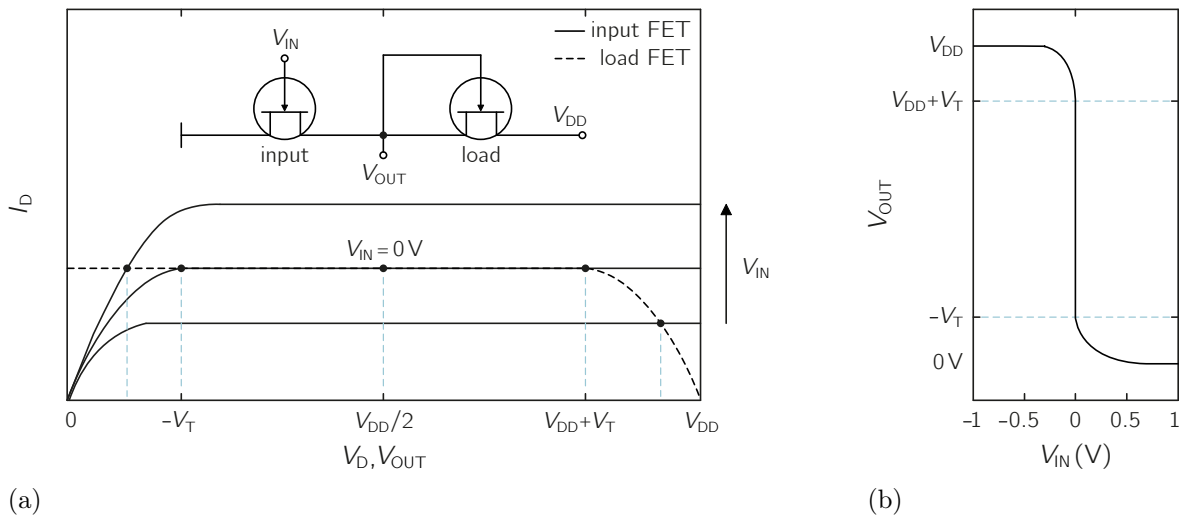 input FET
load FET
V_IN
input
V_OUT
load
V_DD
I_D
V_IN = 0 V
V_IN
0
–V_T
V_DD/2
V_DD+V_T
V_DD
V_D, V_OUT
(a)
V_DD
V_DD+V_T
–V_T
0 V
V_OUT
–1
–0.5
0
0.5
1
V_IN (V)
(b)